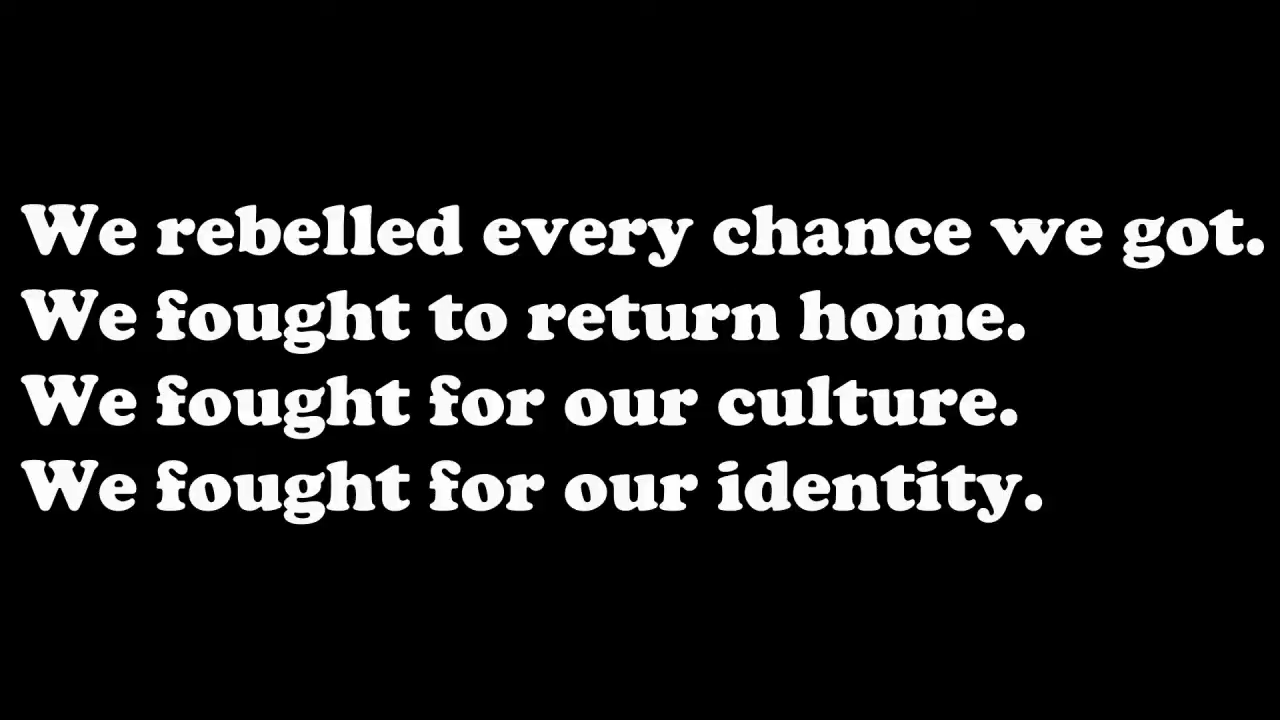 We rebelled every chance we got.
We fought to return home.
We fought for our culture.
We fought for our identity.